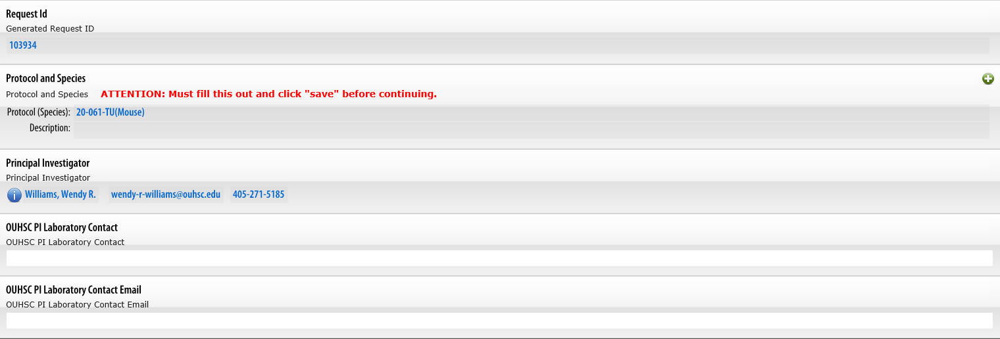 Request Id
Generated Request ID
103934
Protocol and Species
Protocol and Species ATTENTION: Must fill this out and click "save" before continuing.
Protocol (Species): 20-061-TU(Mouse)
Description:
Principal Investigator
Principal Investigator
Williams, Wendy R. wendy-r-williams@ouhsc.edu 405-271-5185
OUHSC PI Laboratory Contact
OUHSC PI Laboratory Contact
OUHSC PI Laboratory Contact Email
OUHSC PI Laboratory Contact Email